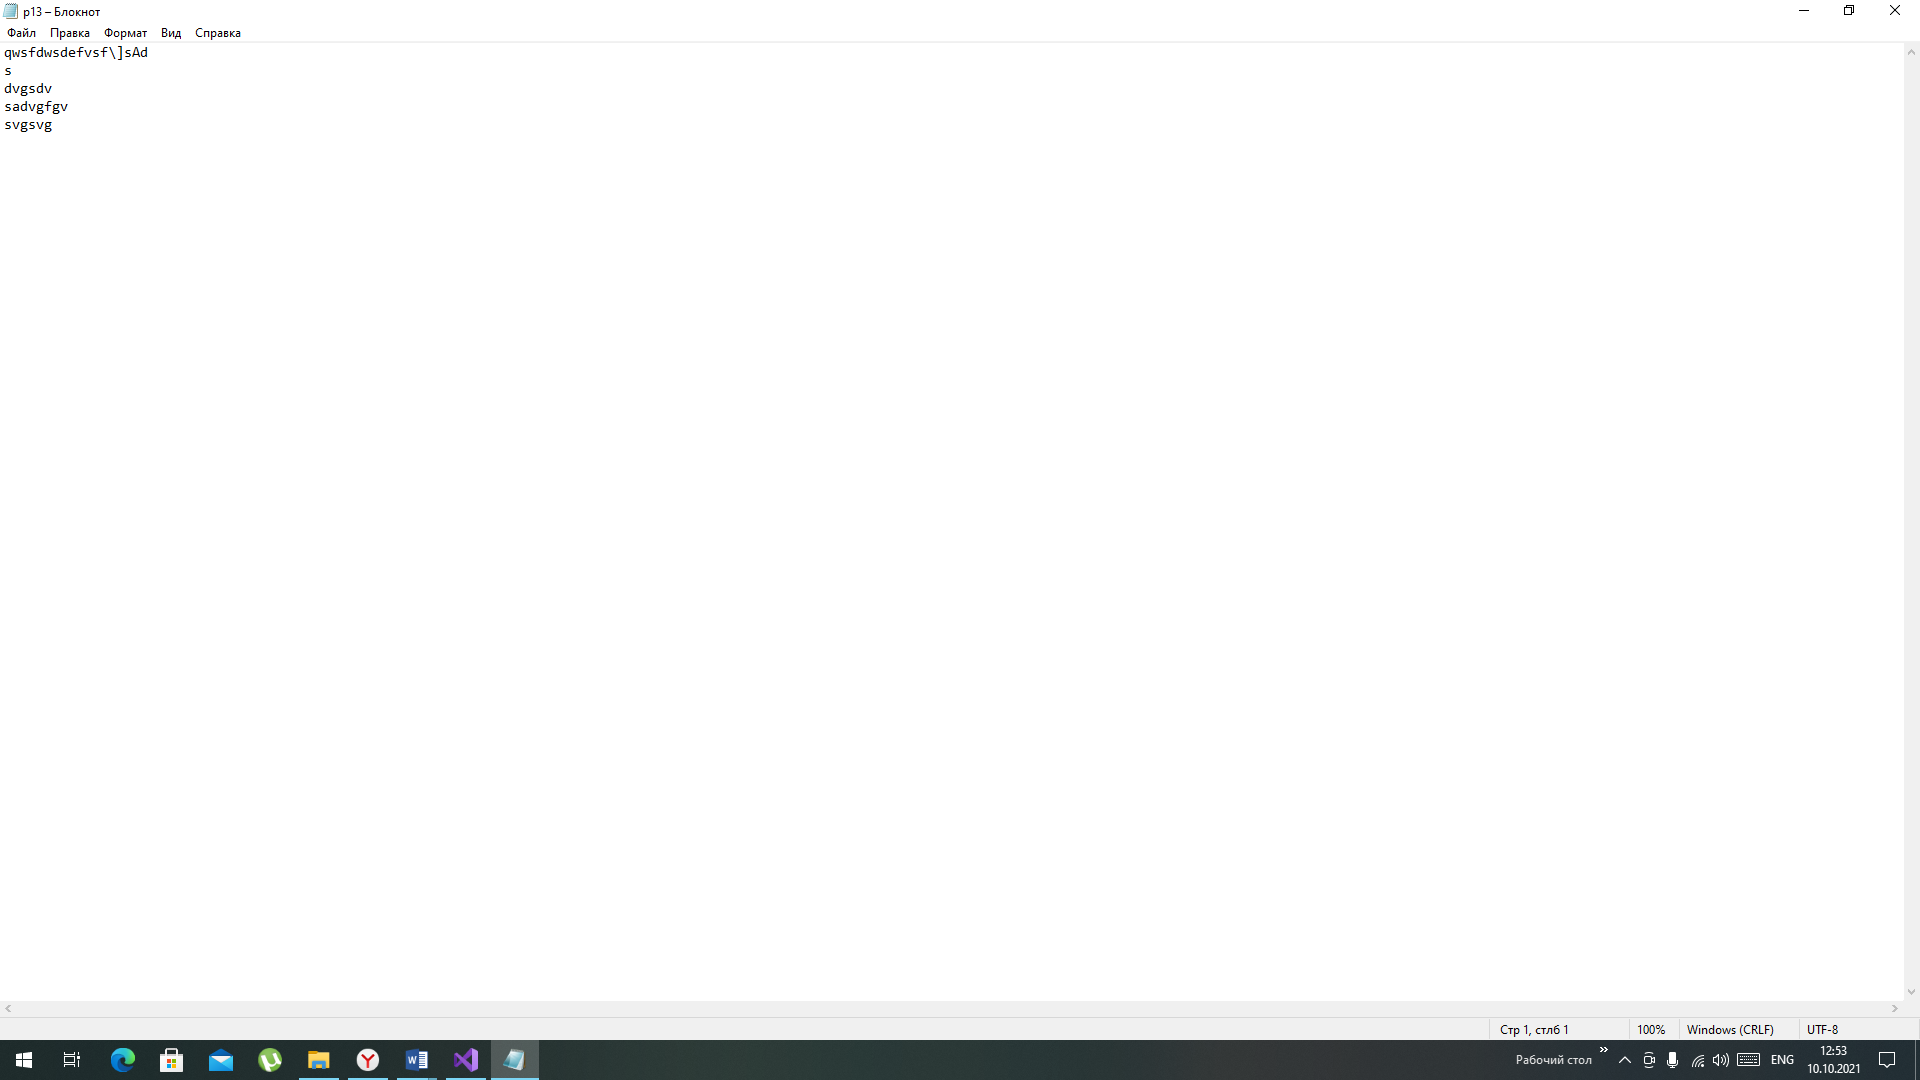 p13 – Блокнот
Файл Правка Формат Вид Справка
qwsfdwsdefvsf\]sAd
s
dvgsdv
sadvgfgv
svgsvg
Стр 1, стлб 1 100% Windows (CRLF) UTF-8
Рабочий стол » ENG 12:53
10.10.2021